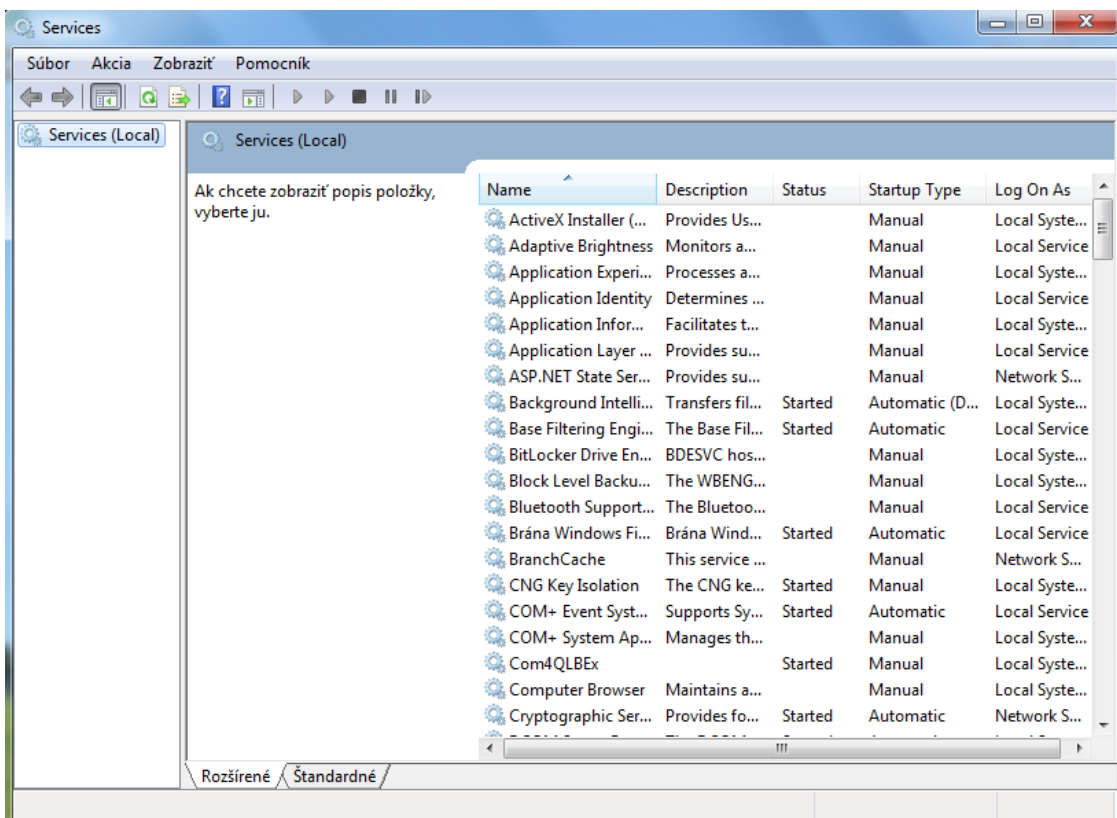 Services
Súbor Akcia Zobraziť Pomocník
Services (Local)
Services (Local)
Ak chcete zobraziť popis položky,
vyberte ju.
Name Description Status Startup Type Log On As
ActiveX Installer (... Provides Us... Manual Local Syste...
Adaptive Brightness Monitors a... Manual Local Service
Application Experi... Processes a... Manual Local Syste...
Application Identity Determines ... Manual Local Service
Application Infor... Facilitates t... Manual Local Syste...
Application Layer ... Provides su... Manual Local Service
ASP.NET State Ser... Provides su... Manual Network S...
Background Intelli... Transfers fil... Started Automatic (D... Local Syste...
Base Filtering Engi... The Base Fil... Started Automatic Local Service
BitLocker Drive En... BDESVC hos... Manual Local Syste...
Block Level Backu... The WBENG... Manual Local Syste...
Bluetooth Support... The Bluetoo... Manual Local Service
Brána Windows Fi... Brána Wind... Started Automatic Local Service
BranchCache This service ... Manual Network S...
CNG Key Isolation The CNG ke... Started Manual Local Syste...
COM+ Event Syst... Supports Sy... Started Automatic Local Service
COM+ System Ap... Manages th... Manual Local Syste...
Com4QLBEx Started Manual Local Syste...
Computer Browser Maintains a... Manual Local Syste...
Cryptographic Ser... Provides fo... Started Automatic Network S...
Rozšírené Štandardné